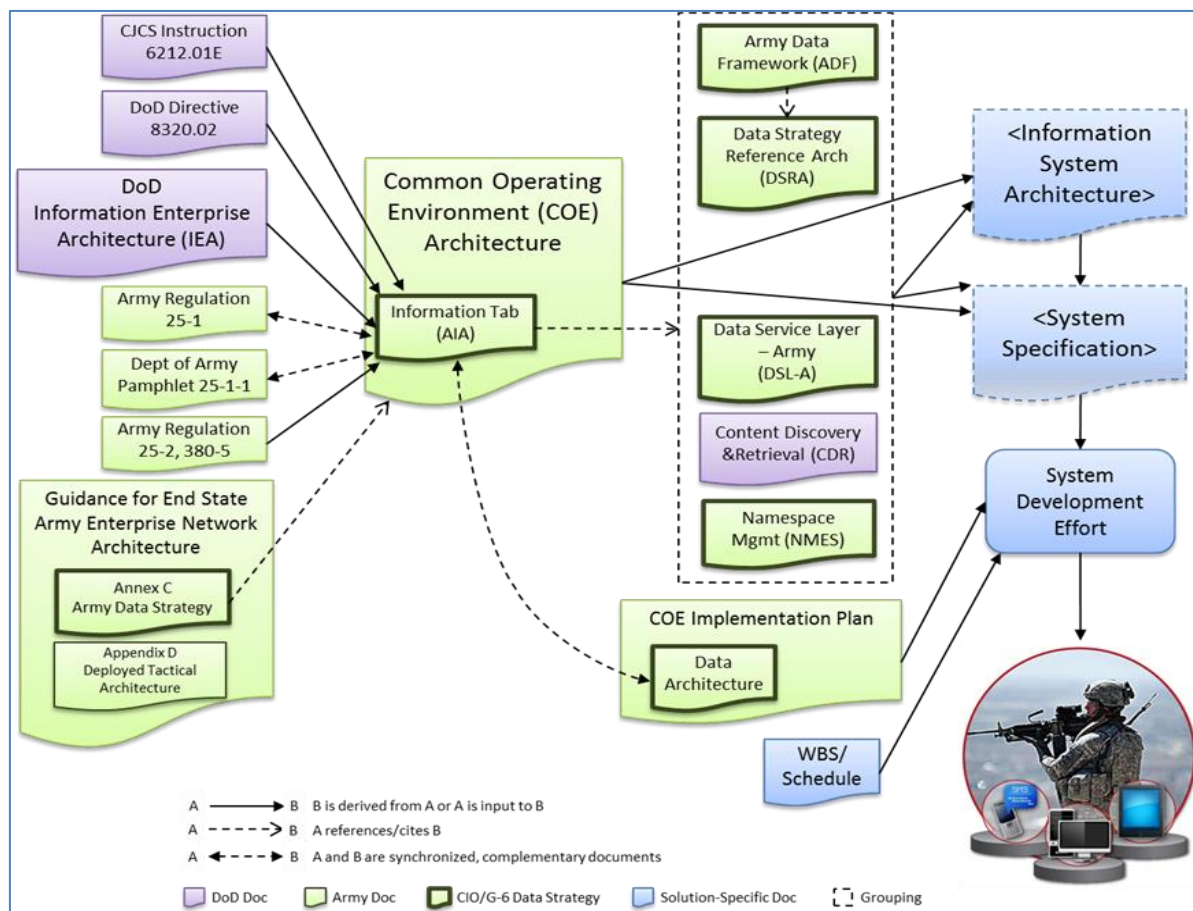 CJCS Instruction
6212.01E
DoD Directive
8320.02
DoD
Information Enterprise
Architecture (IEA)
Army Regulation
25-1
Dept of Army
Pamphlet 25-1-1
Army Regulation
25-2, 380-5
Guidance for End State
Army Enterprise Network
Architecture
Annex C
Army Data Strategy
Appendix D
Deployed Tactical
Architecture
Common Operating
Environment (COE)
Architecture
Information Tab
(AIA)
Army Data
Framework (ADF)
Data Strategy
Reference Arch
(DSRA)
Data Service Layer
– Army
(DSL-A)
Content Discovery
&Retrieval (CDR)
Namespace
Mgmt (NMES)
COE Implementation Plan
Data
Architecture
WBS/
Schedule
<Information
System
Architecture>
<System
Specification>
System
Development
Effort
A B B is derived from A or A is input to B
A B A references/cites B
A B A and B are synchronized, complementary documents
DoD Doc Army Doc CIO/G-6 Data Strategy Solution-Specific Doc Grouping